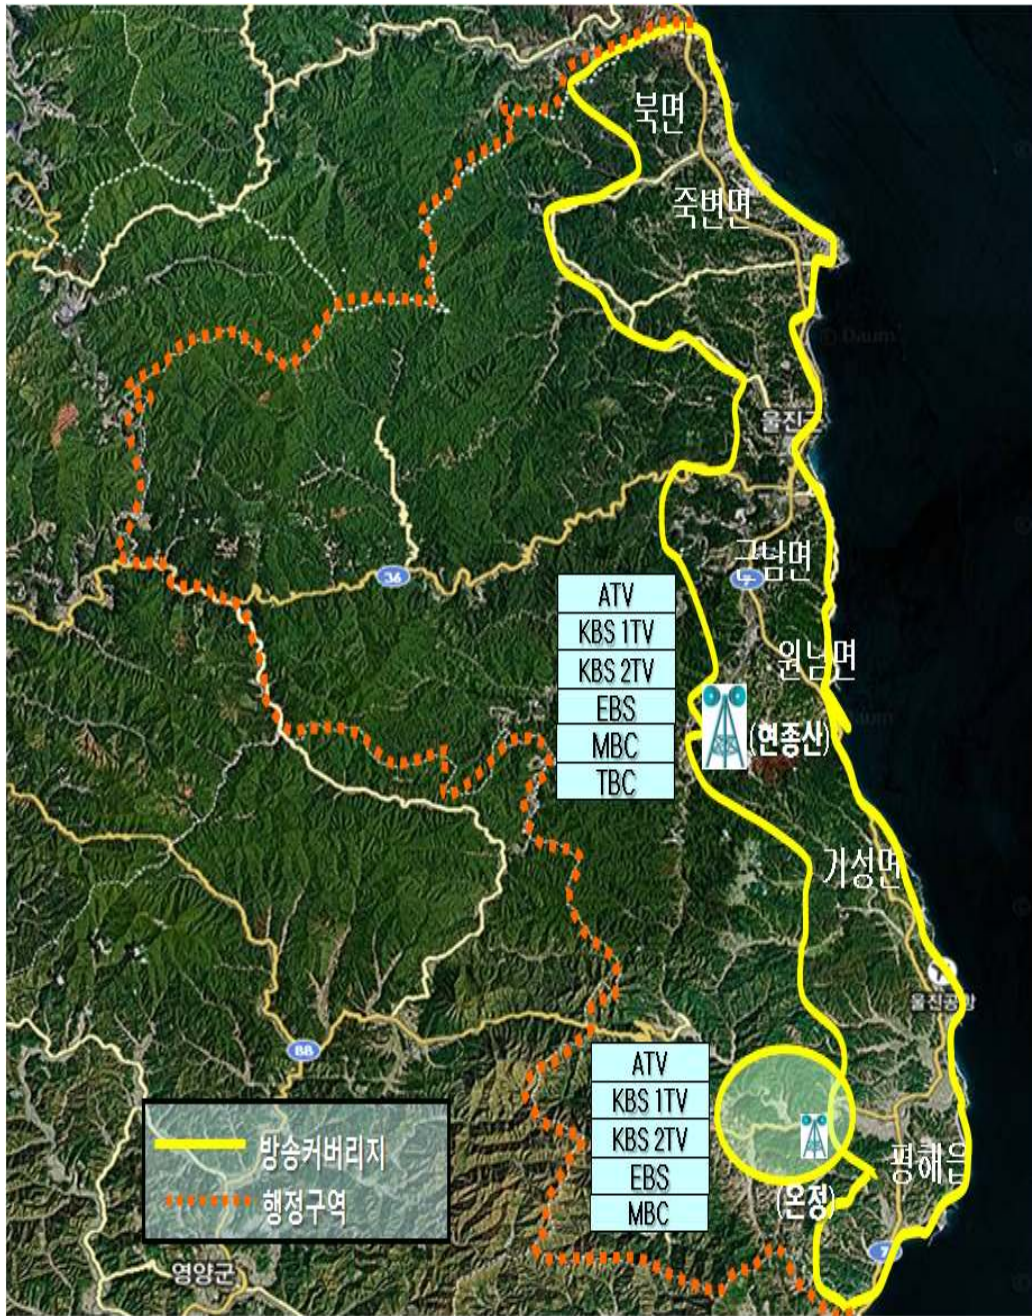 북면
죽변면
Daum
울진군
근남면
36
7
ATV
KBS 1TV
KBS 2TV
EBS
MBC
TBC
원남면
(현종산)
기성면
울진공항
88
ATV
KBS 1TV
KBS 2TV
EBS
MBC
방송커버리지
행정구역
평해읍
(온정)
7
영양군